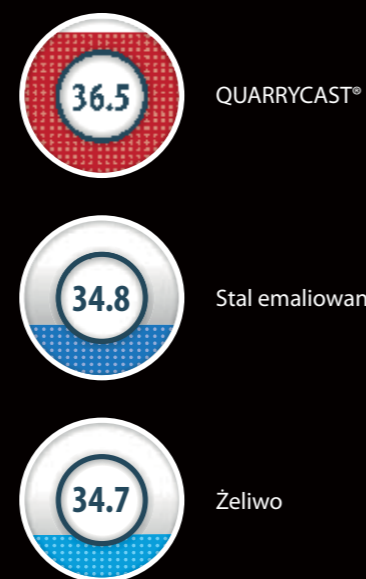 36.5
QUARRYCAST®
34.8
Stal emaliowan
34.7
Żeliwo